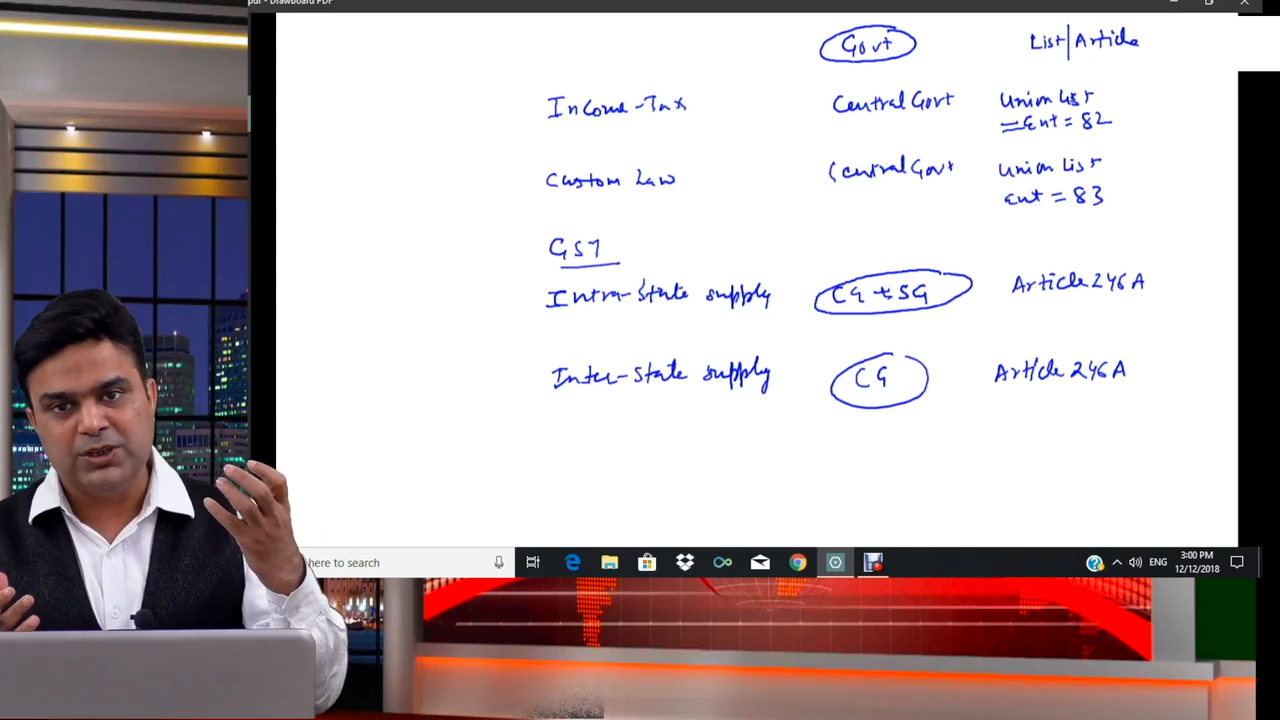 pdf - Drawboard PDF
Govt List|Article
Income-Tax Central Govt Union List
Ent = 82
Custom Law Central Govt Union List
Ent = 83
GST
Intra-State supply CG + SG Article 246A
Inter-State supply CG Article 246A
here to search
ENG
3:00 PM
12/12/2018